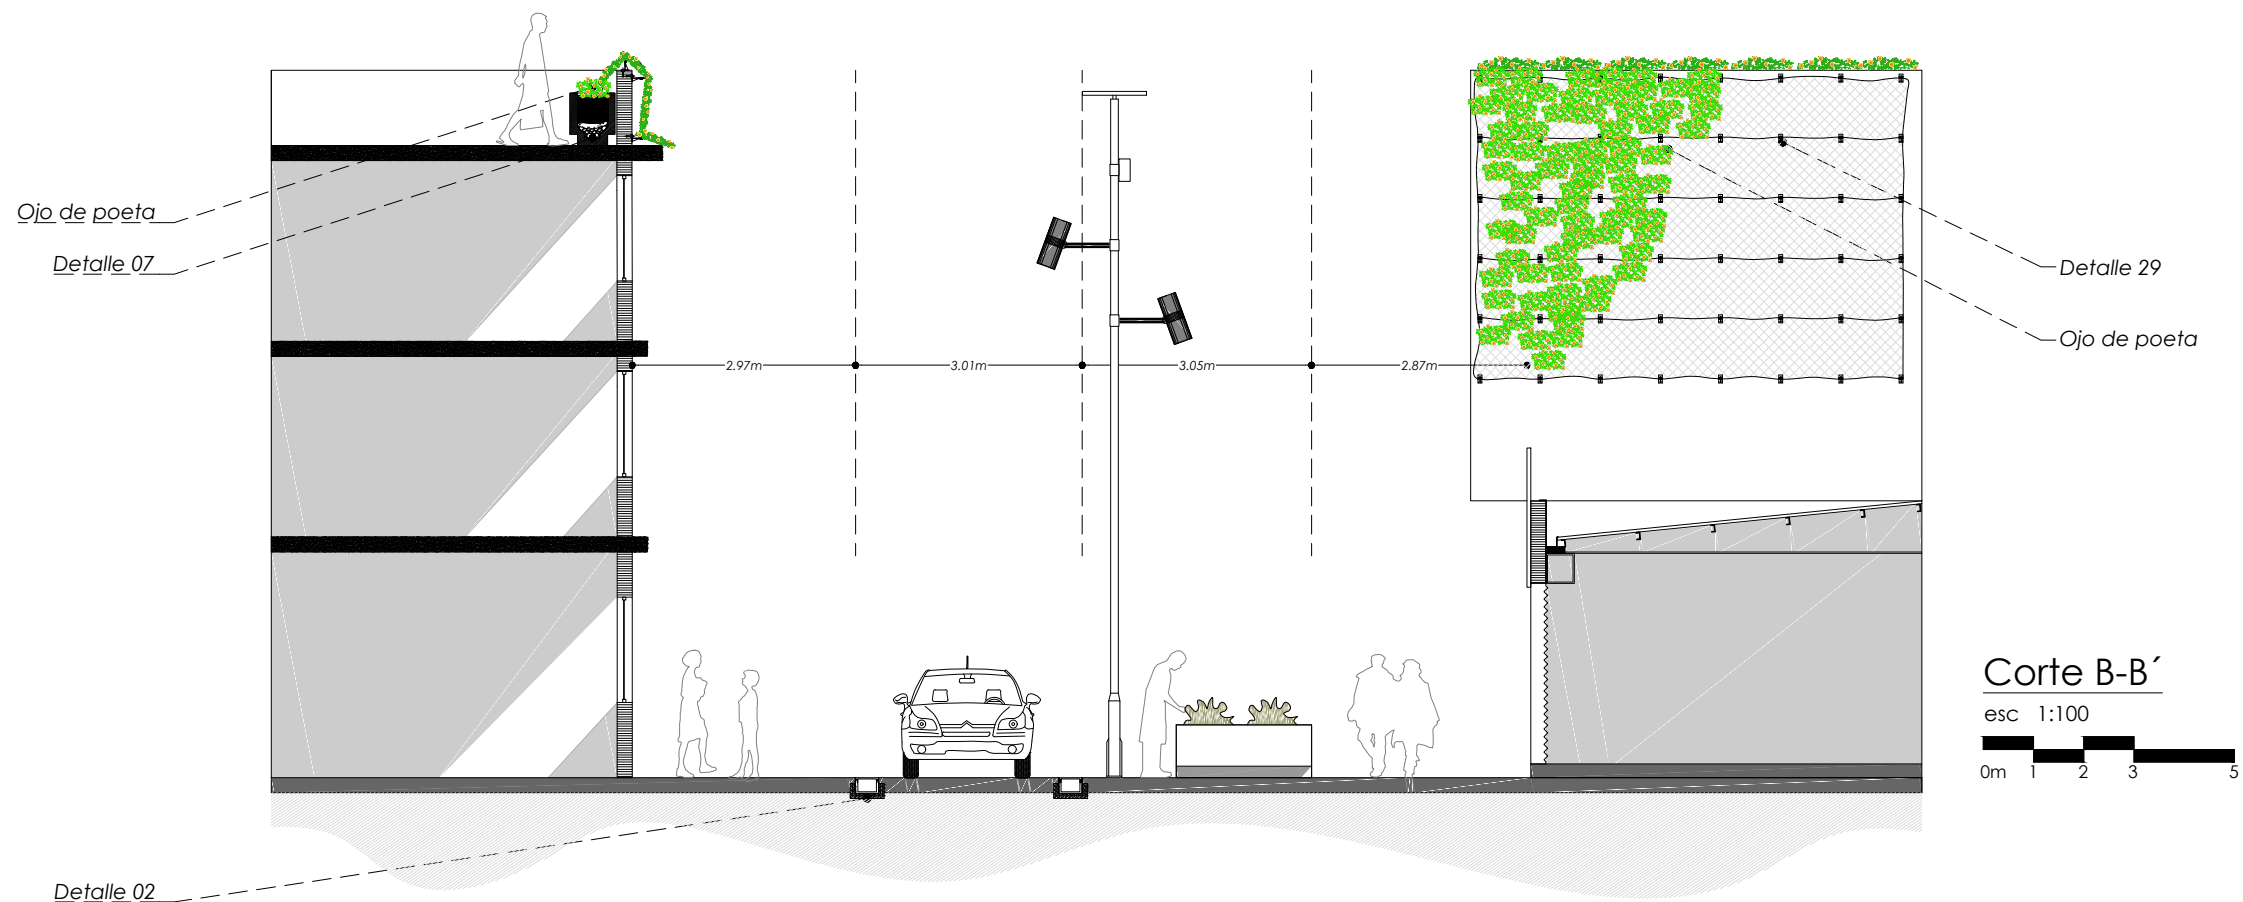 Ojo de poeta
Detalle 07
2.97m
3.01m
3.05m
2.87m
Detalle 29
Ojo de poeta
Corte B-B´
esc 1:100
0m 1 2 3 5
Detalle 02